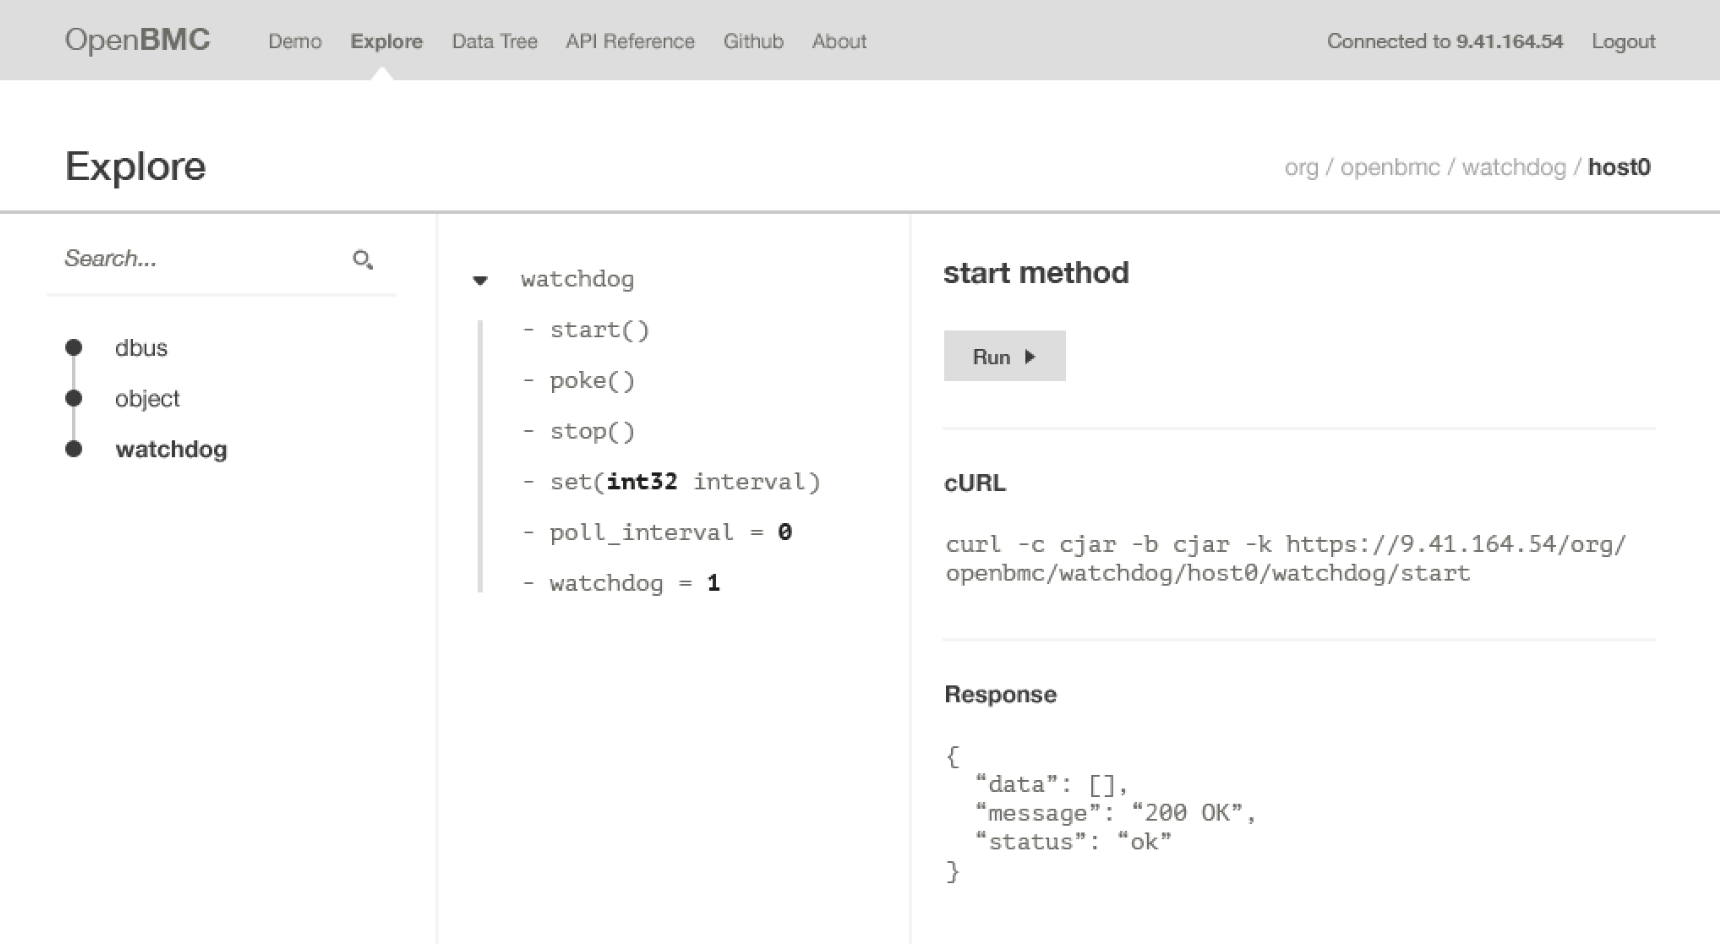 OpenBMC Demo Explore Data Tree API Reference Github About Connected to 9.41.164.54 Logout
Explore
org / openbmc / watchdog / host0
Search...
dbus
object
watchdog
watchdog
- start()
- poke()
- stop()
- set(int32 interval)
- poll_interval = 0
- watchdog = 1
start method
Run
cURL
curl -c cjar -b cjar -k https://9.41.164.54/org/
openbmc/watchdog/host0/watchdog/start
Response
{
“data”: [],
“message”: “200 OK”,
“status”: “ok”
}